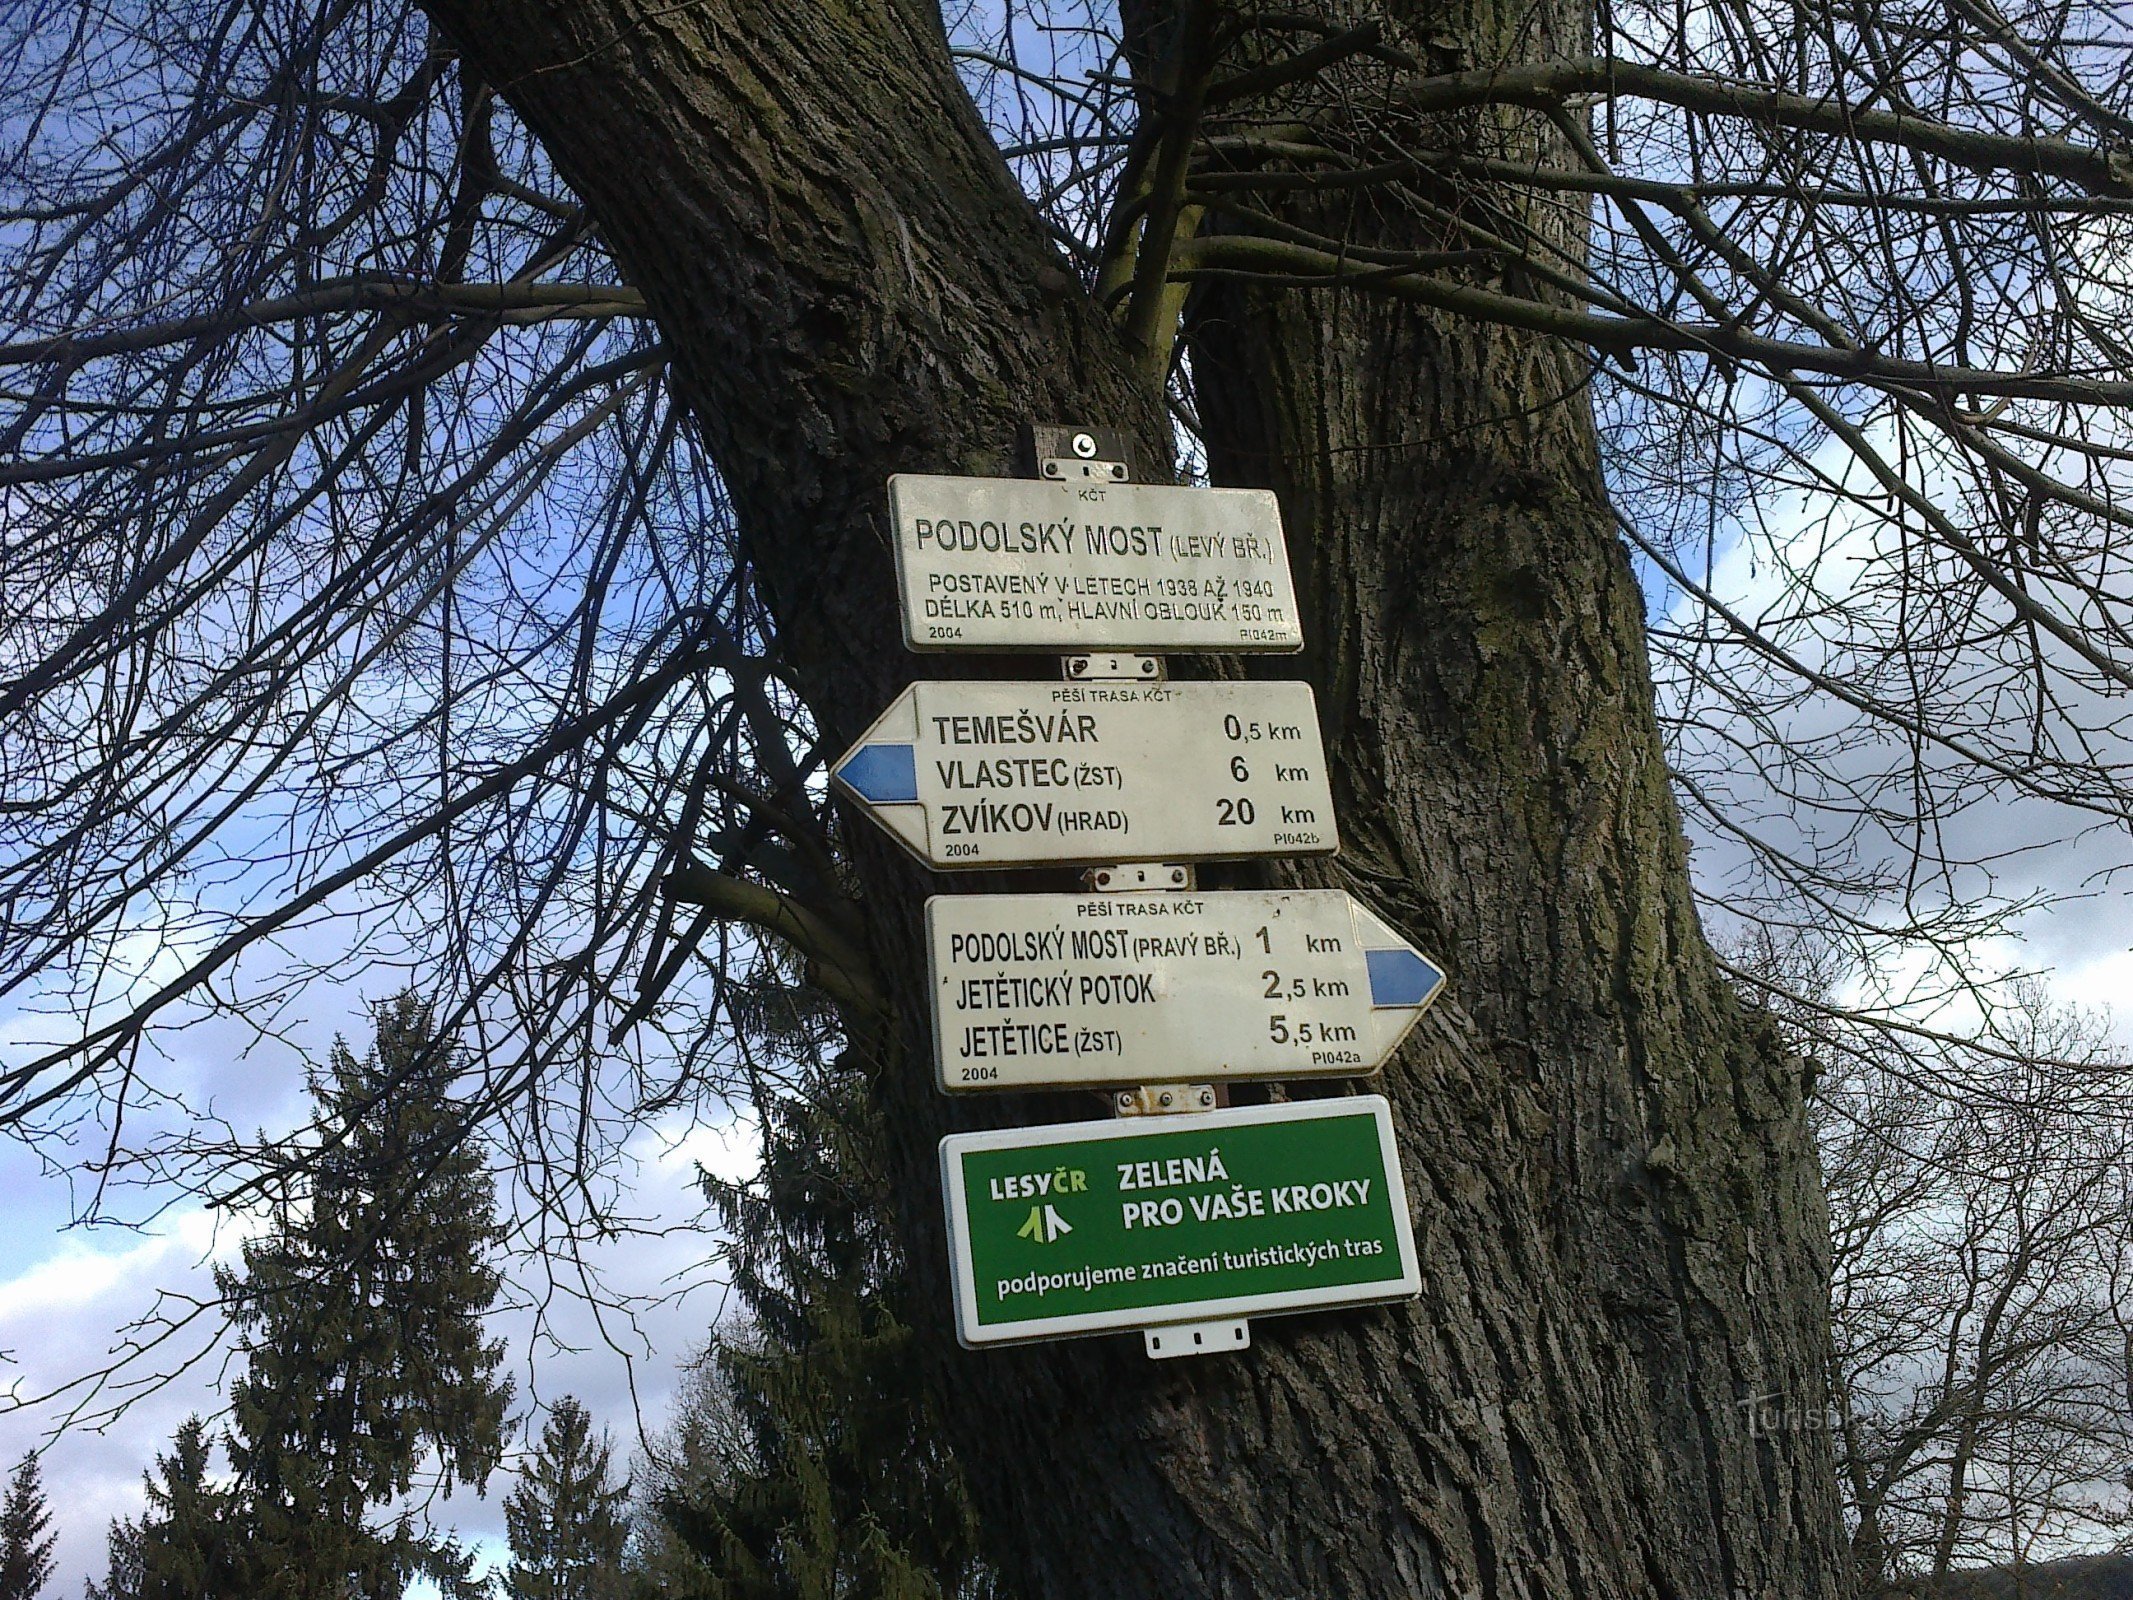 KČT
PODOLSKÝ MOST (LEVÝ BŘ.)
POSTAVENÝ V LETECH 1938 AŽ 1940
DÉLKA 510 m, HLAVNÍ OBLOUK 150 m
2004 PI042m
PĚŠÍ TRASA KČT
TEMEŠVÁR 0,5 km
VLASTEC (ŽST) 6 km
ZVÍKOV (HRAD) 20 km
2004 PI042b
PĚŠÍ TRASA KČT
PODOLSKÝ MOST (PRAVÝ BŘ.) 1 km
JETĚTICKÝ POTOK 2,5 km
JETĚTICE (ŽST) 5,5 km
2004 PI042a
LESYČR ZELENÁ
PRO VAŠE KROKY
podporujeme značení turistických tras